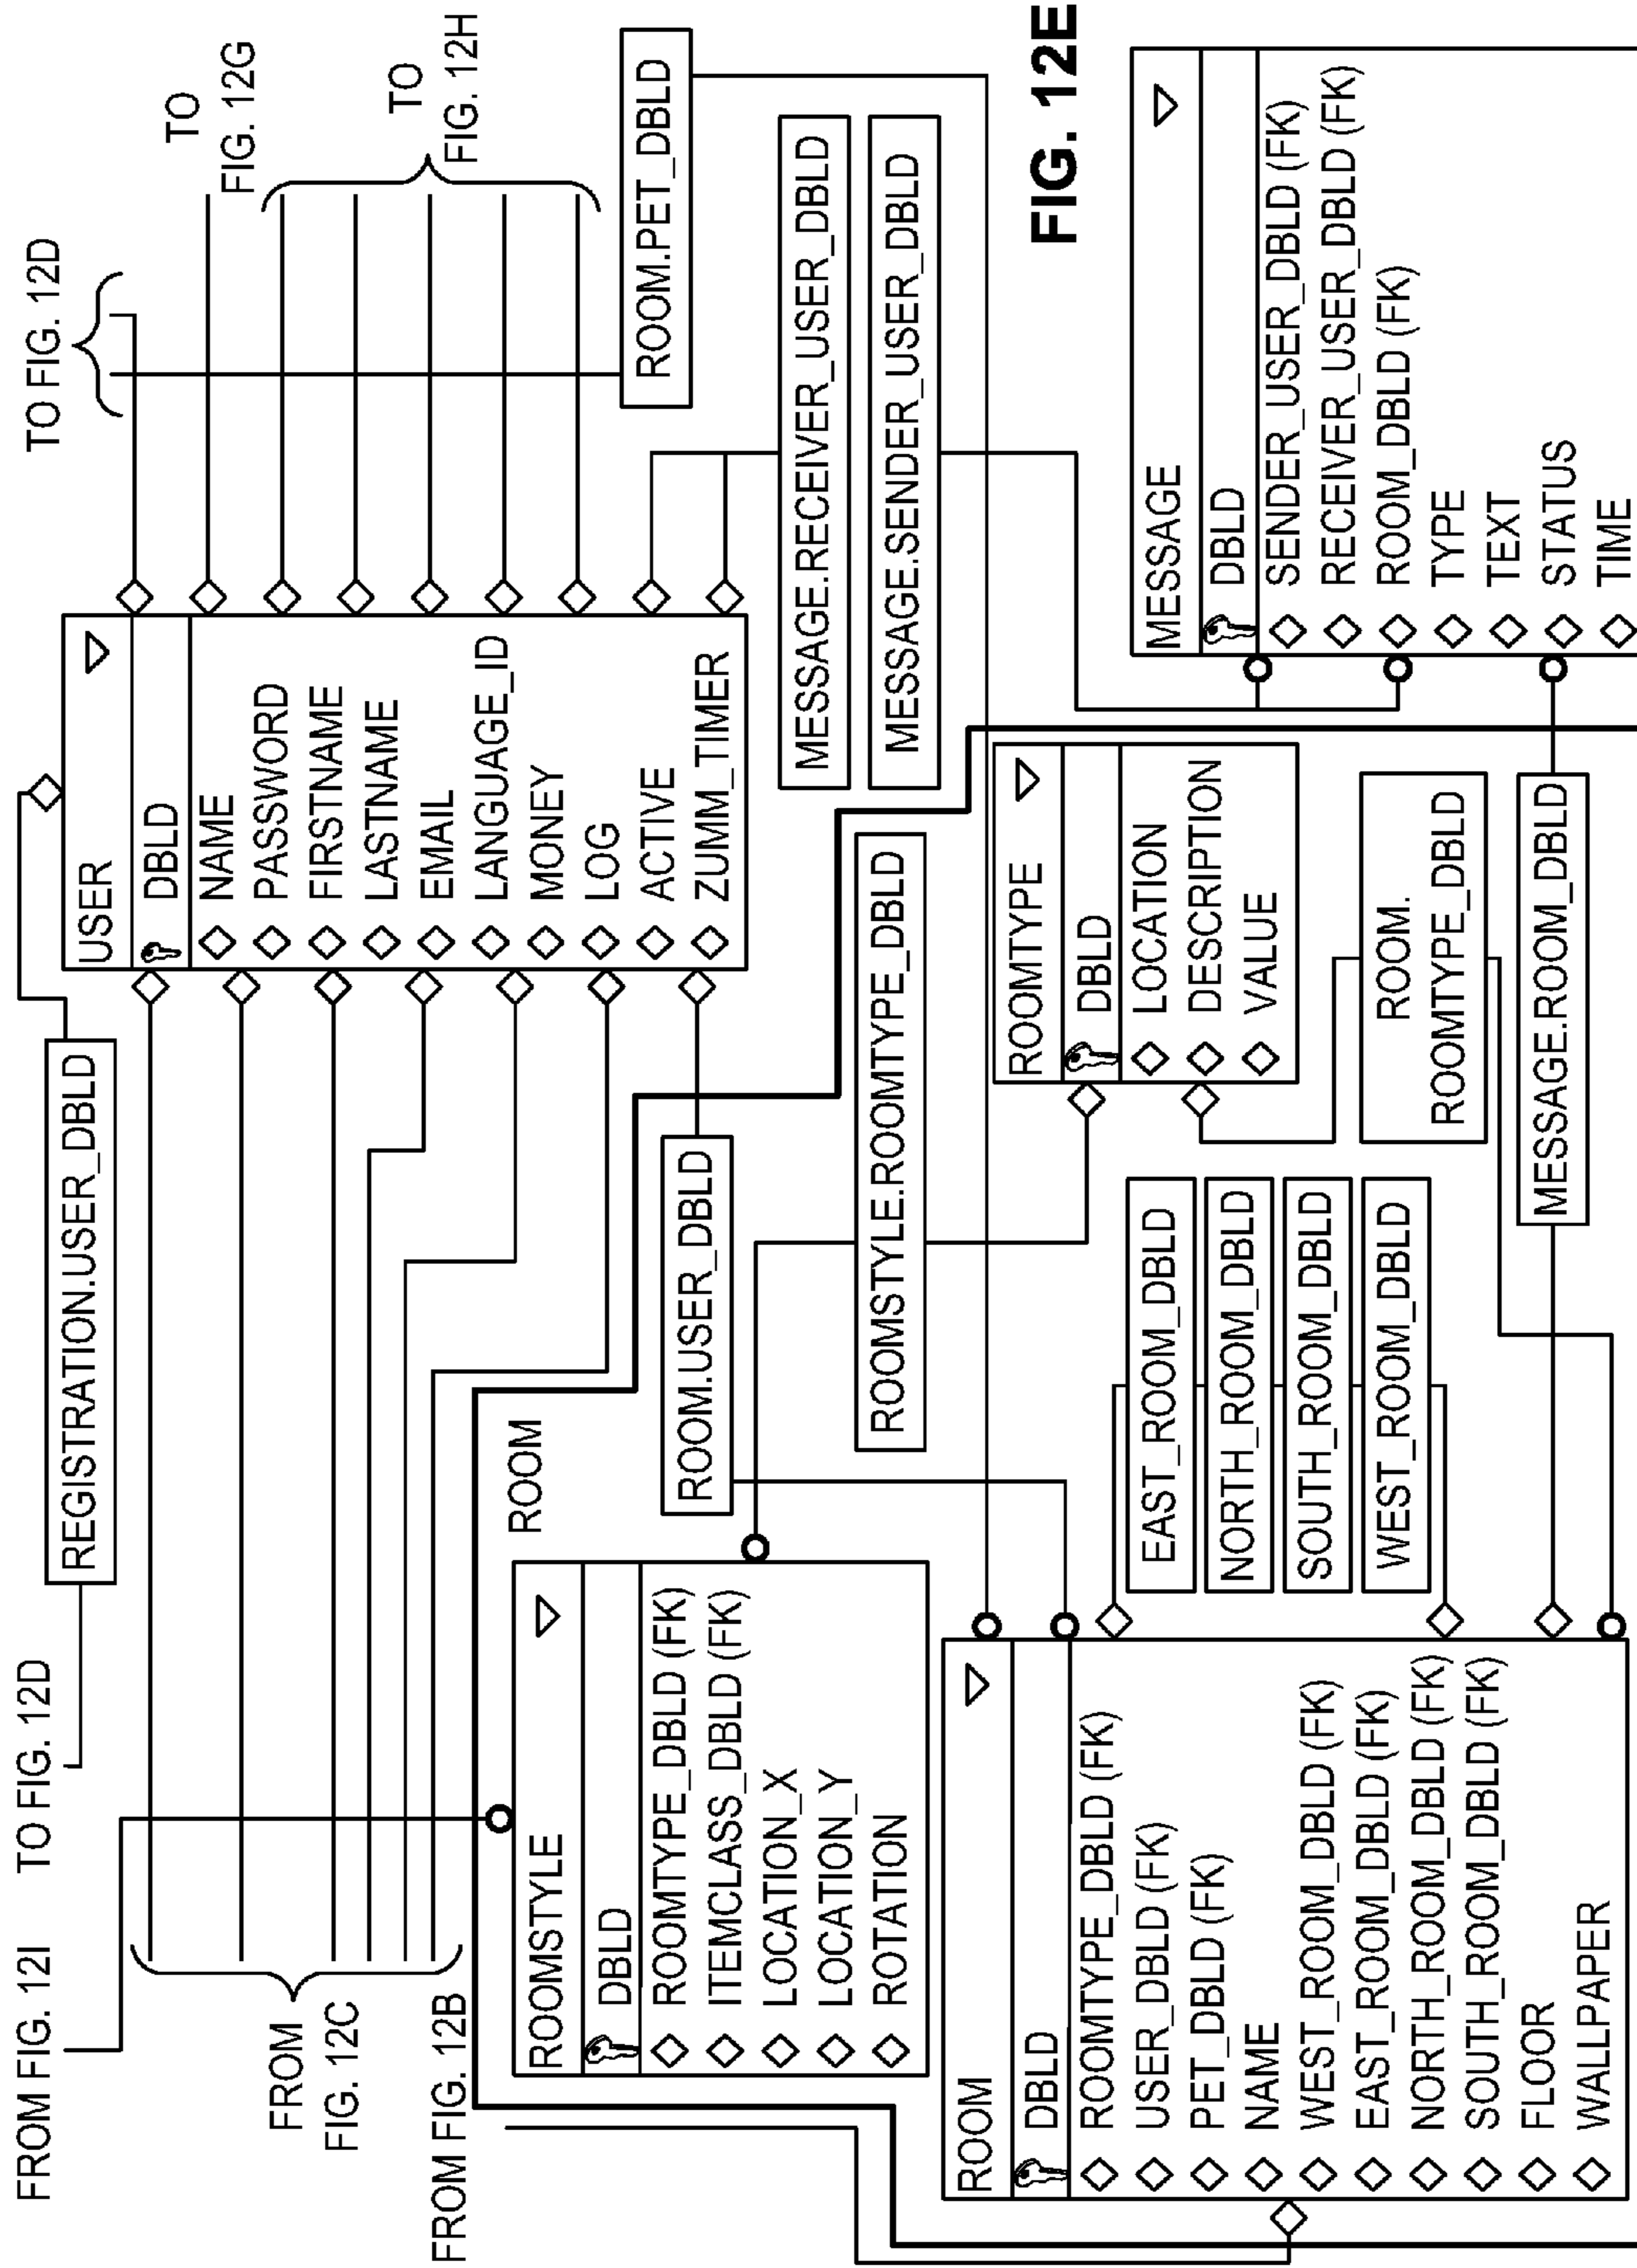 FROM FIG. 12I
TO FIG. 12D
TO FIG. 12D
REGISTRATION.USER_DBLD
FROM
FIG. 12C
FROM FIG. 12B
USER
DBLD
NAME
PASSWORD
FIRSTNAME
LASTNAME
EMAIL
LANGUAGE_ID
MONEY
LOG
ACTIVE
ZUMM_TIMER
TO
FIG. 12G
TO
FIG. 12H
ROOM.PET_DBLD
ROOM
ROOMSTYLE
DBLD
ROOMTYPE_DBLD (FK)
ITEMCLASS_DBLD (FK)
LOCATION_X
LOCATION_Y
ROTATION
ROOM.USER_DBLD
MESSAGE.RECEIVER_USER_DBLD
MESSAGE.SENDER_USER_DBLD
ROOMSTYLE.ROOMTYPE_DBLD
ROOM
DBLD
ROOMTYPE_DBLD (FK)
USER_DBLD (FK)
PET_DBLD (FK)
NAME
WEST_ROOM_DBLD (FK)
EAST_ROOM_DBLD (FK)
NORTH_ROOM_DBLD (FK)
SOUTH_ROOM_DBLD (FK)
FLOOR
WALLPAPER
EAST_ROOM_DBLD
NORTH_ROOM_DBLD
SOUTH_ROOM_DBLD
WEST_ROOM_DBLD
ROOMTYPE
DBLD
LOCATION
DESCRIPTION
VALUE
ROOM.
ROOMTYPE_DBLD
MESSAGE.ROOM_DBLD
FIG. 12E
MESSAGE
DBLD
SENDER_USER_DBLD (FK)
RECEIVER_USER_DBLD (FK)
ROOM_DBLD (FK)
TYPE
TEXT
STATUS
TIME